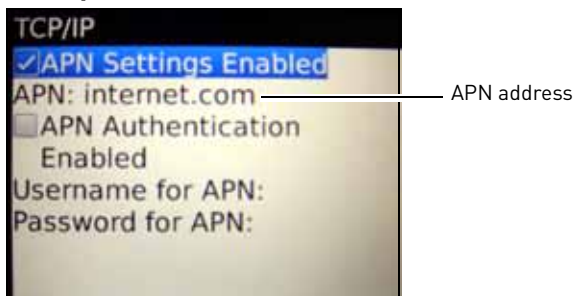 TCP/IP
APN Settings Enabled
APN: internet.com
APN address
APN Authentication
Enabled
Username for APN:
Password for APN: